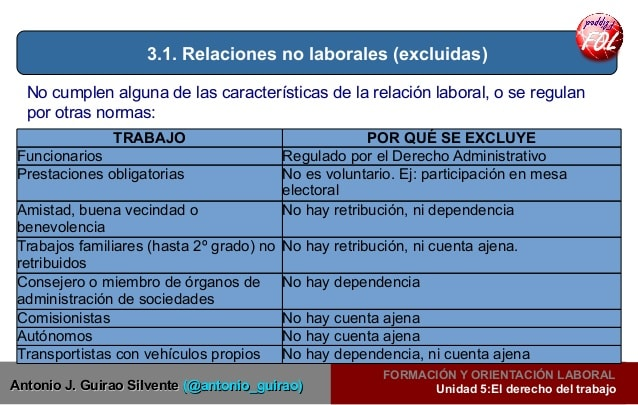 Flipped
FOL
3.1. Relaciones no laborales (excluidas)
No cumplen alguna de las características de la relación laboral, o se regulan
por otras normas:
TRABAJO POR QUÉ SE EXCLUYE
Funcionarios Regulado por el Derecho Administrativo
Prestaciones obligatorias No es voluntario. Ej: participación en mesa
electoral
Amistad, buena vecindad o No hay retribución, ni dependencia
benevolencia
Trabajos familiares (hasta 2º grado) no No hay retribución, ni cuenta ajena.
retribuidos
Consejero o miembro de órganos de No hay dependencia
administración de sociedades
Comisionistas No hay cuenta ajena
Autónomos No hay cuenta ajena
Transportistas con vehículos propios No hay dependencia, ni cuenta ajena
FORMACIÓN Y ORIENTACIÓN LABORAL
Antonio J. Guirao Silvente (@antonio_guirao) Unidad 5:El derecho del trabajo